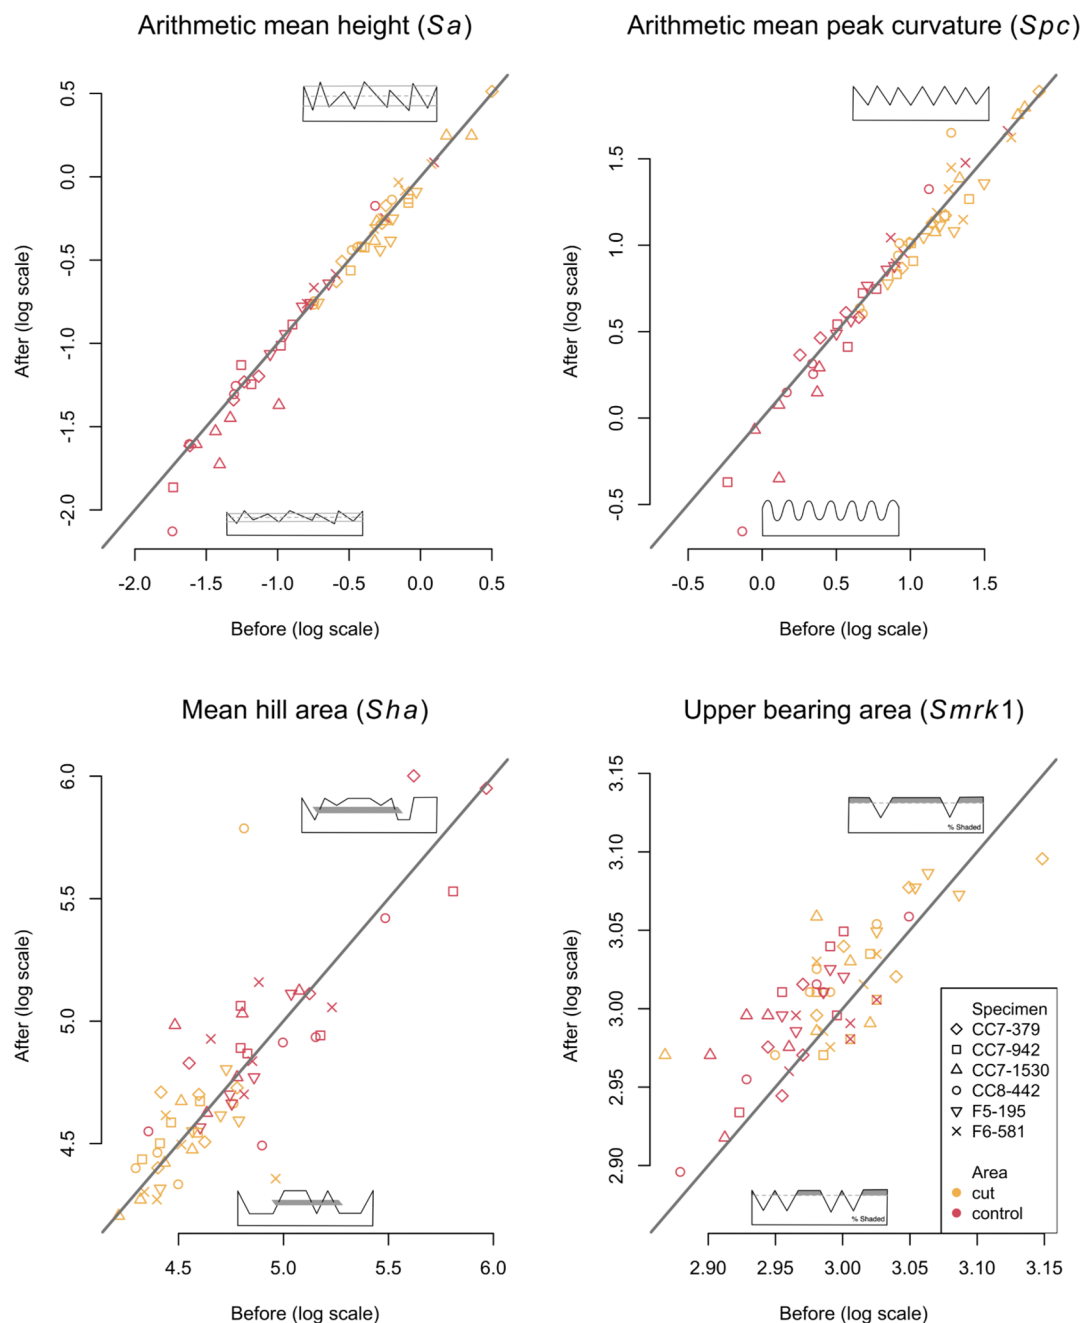 Arithmetic mean height (Sa)
Arithmetic mean peak curvature (Spc)
After (log scale)
0.5
0.0
-0.5
-1.0
-1.5
-2.0
-2.0 -1.5 -1.0 -0.5 0.0 0.5
Before (log scale)
After (log scale)
1.5
1.0
0.5
0.0
-0.5
-0.5 0.0 0.5 1.0 1.5
Before (log scale)
Mean hill area (Sha)
Upper bearing area (Smrk1)
After (log scale)
6.0
5.5
5.0
4.5
4.5 5.0 5.5 6.0
Before (log scale)
After (log scale)
3.15
3.10
3.05
3.00
2.95
2.90
% Shaded
% Shaded
Specimen
CC7-379
CC7-942
CC7-1530
CC8-442
F5-195
F6-581
Area
cut
control
2.90 2.95 3.00 3.05 3.10 3.15
Before (log scale)